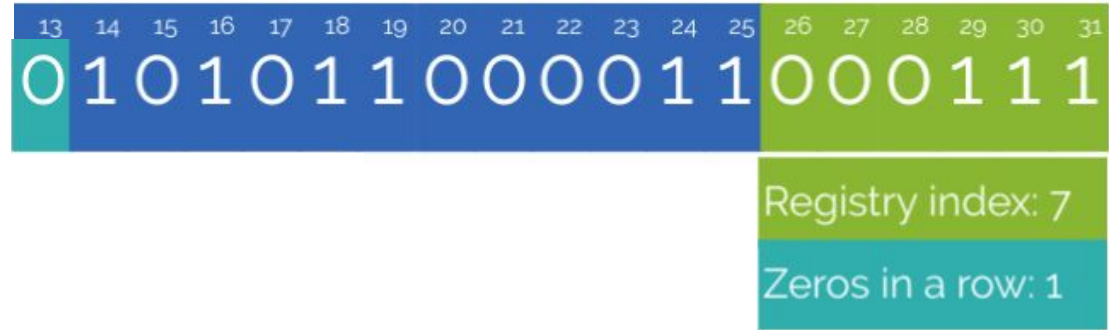 13 14 15 16 17 18 19 20 21 22 23 24 25 26 27 28 29 30 31
0 1 0 1 0 1 1 0 0 0 0 1 1 0 0 0 1 1 1
Registry index: 7
Zeros in a row: 1